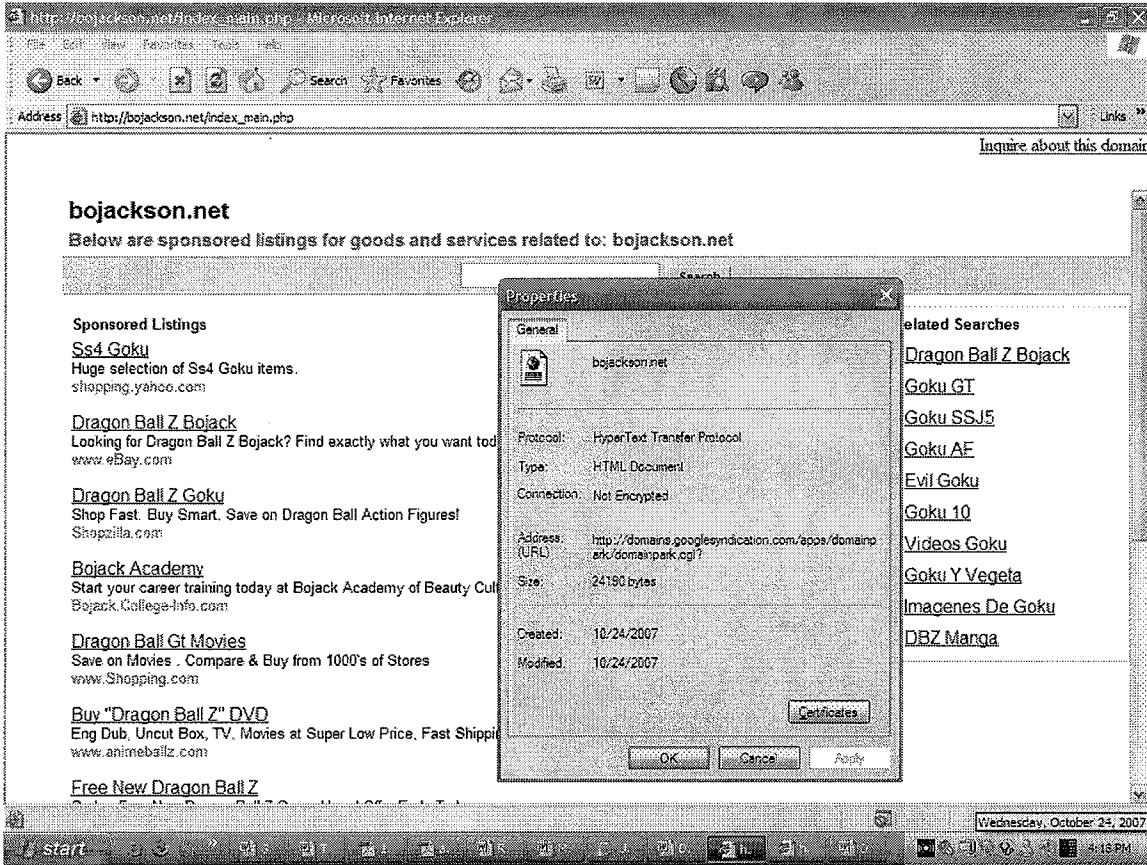 http://bojackson.net/index_main.php - Microsoft Internet Explorer
File Edit View Favorites Tools Help
Back Search Favorites
Address http://bojackson.net/index_main.php Links »
Inquire about this domain
bojackson.net
Below are sponsored listings for goods and services related to: bojackson.net
Search
Sponsored Listings
Ss4 Goku
Huge selection of Ss4 Goku items.
shopping.yahoo.com
Dragon Ball Z Bojack
Looking for Dragon Ball Z Bojack? Find exactly what you want tod
www.eBay.com
Dragon Ball Z Goku
Shop Fast. Buy Smart. Save on Dragon Ball Action Figures!
Shopzilla.com
Bojack Academy
Start your career training today at Bojack Academy of Beauty Cul
Bojack.College-Info.com
Dragon Ball Gt Movies
Save on Movies . Compare & Buy from 1000's of Stores
www.Shopping.com
Buy "Dragon Ball Z" DVD
Eng Dub, Uncut Box, TV, Movies at Super Low Price, Fast Shippi
www.animeballz.com
Free New Dragon Ball Z
Properties
General
bojackson.net
Protocol: HyperText Transfer Protocol
Type: HTML Document
Connection: Not Encrypted
Address: (URL) http://domains.googlesyndication.com/apps/domainp
ark/domainpark.cgi?
Size: 24190 bytes
Created: 10/24/2007
Modified: 10/24/2007
Certificates
OK Cancel Apply
elated Searches
Dragon Ball Z Bojack
Goku GT
Goku SSJ5
Goku AF
Evil Goku
Goku 10
Videos Goku
Goku Y Vegeta
Imagenes De Goku
DBZ Manga
Wednesday, October 24, 2007
start
4:13 PM